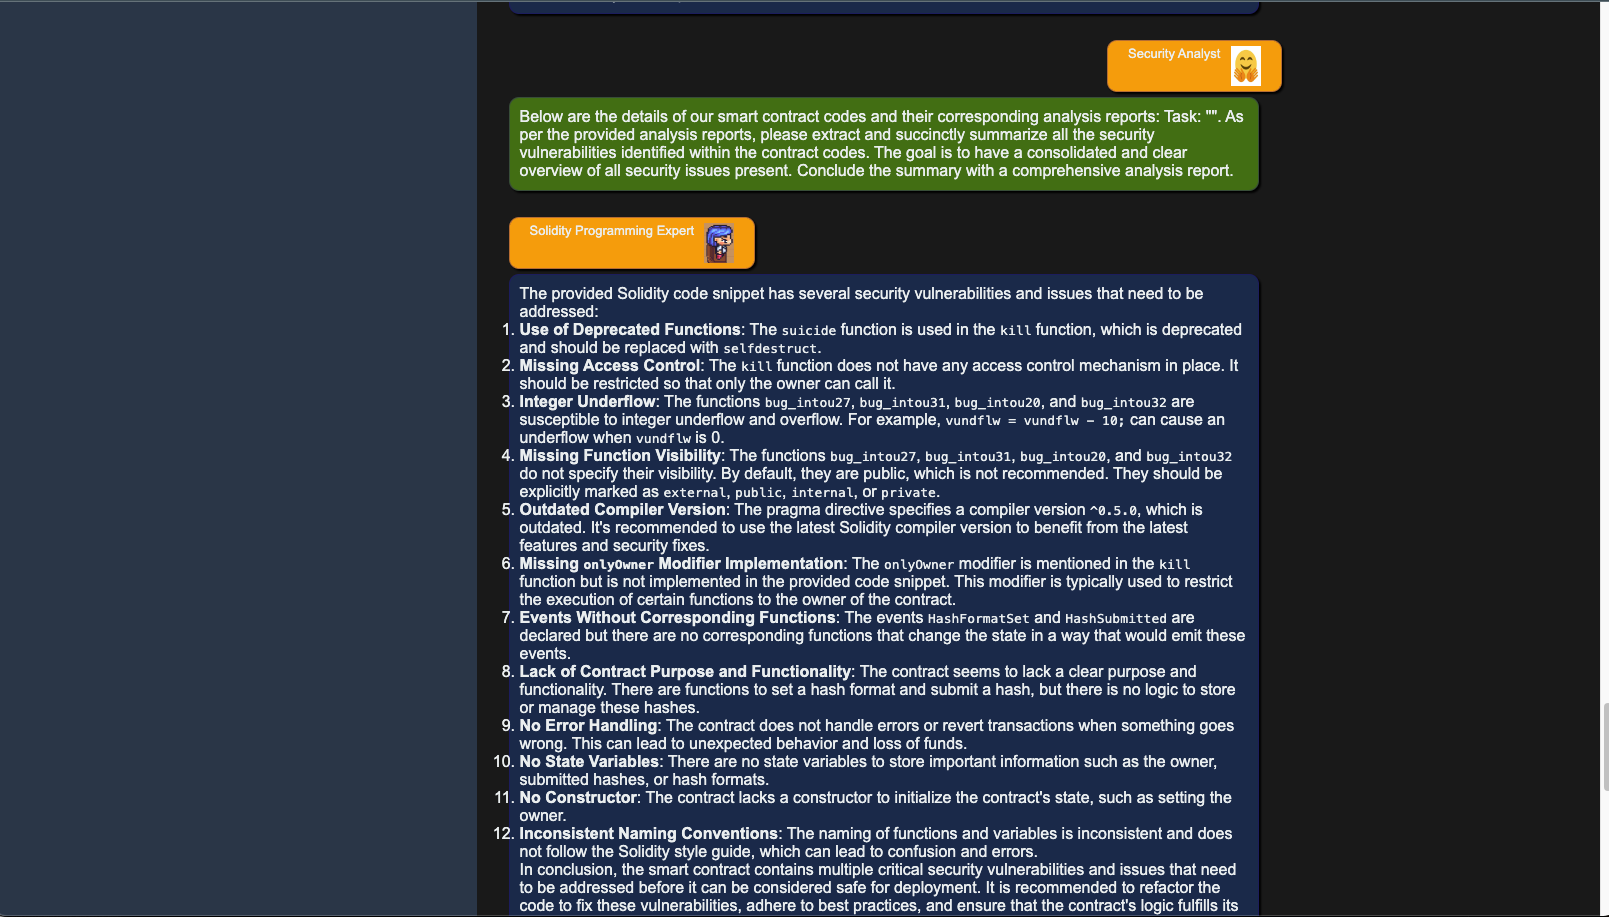 Security Analyst
Below are the details of our smart contract codes and their corresponding analysis reports: Task: "". As
per the provided analysis reports, please extract and succinctly summarize all the security
vulnerabilities identified within the contract codes. The goal is to have a consolidated and clear
overview of all security issues present. Conclude the summary with a comprehensive analysis report.
Solidity Programming Expert
The provided Solidity code snippet has several security vulnerabilities and issues that need to be
addressed:
1. Use of Deprecated Functions: The suicide function is used in the kill function, which is deprecated
and should be replaced with selfdestruct.
2. Missing Access Control: The kill function does not have any access control mechanism in place. It
should be restricted so that only the owner can call it.
3. Integer Underflow: The functions bug_intou27, bug_intou31, bug_intou20, and bug_intou32 are
susceptible to integer underflow and overflow. For example, vundflw = vundflw - 10; can cause an
underflow when vundflw is 0.
4. Missing Function Visibility: The functions bug_intou27, bug_intou31, bug_intou20, and bug_intou32
do not specify their visibility. By default, they are public, which is not recommended. They should be
explicitly marked as external, public, internal, or private.
5. Outdated Compiler Version: The pragma directive specifies a compiler version ^0.5.0, which is
outdated. It's recommended to use the latest Solidity compiler version to benefit from the latest
features and security fixes.
6. Missing onlyOwner Modifier Implementation: The onlyOwner modifier is mentioned in the kill
function but is not implemented in the provided code snippet. This modifier is typically used to restrict
the execution of certain functions to the owner of the contract.
7. Events Without Corresponding Functions: The events HashFormatSet and HashSubmitted are
declared but there are no corresponding functions that change the state in a way that would emit these
events.
8. Lack of Contract Purpose and Functionality: The contract seems to lack a clear purpose and
functionality. There are functions to set a hash format and submit a hash, but there is no logic to store
or manage these hashes.
9. No Error Handling: The contract does not handle errors or revert transactions when something goes
wrong. This can lead to unexpected behavior and loss of funds.
10. No State Variables: There are no state variables to store important information such as the owner,
submitted hashes, or hash formats.
11. No Constructor: The contract lacks a constructor to initialize the contract's state, such as setting the
owner.
12. Inconsistent Naming Conventions: The naming of functions and variables is inconsistent and does
not follow the Solidity style guide, which can lead to confusion and errors.
In conclusion, the smart contract contains multiple critical security vulnerabilities and issues that need
to be addressed before it can be considered safe for deployment. It is recommended to refactor the
code to fix these vulnerabilities, adhere to best practices, and ensure that the contract's logic fulfills its